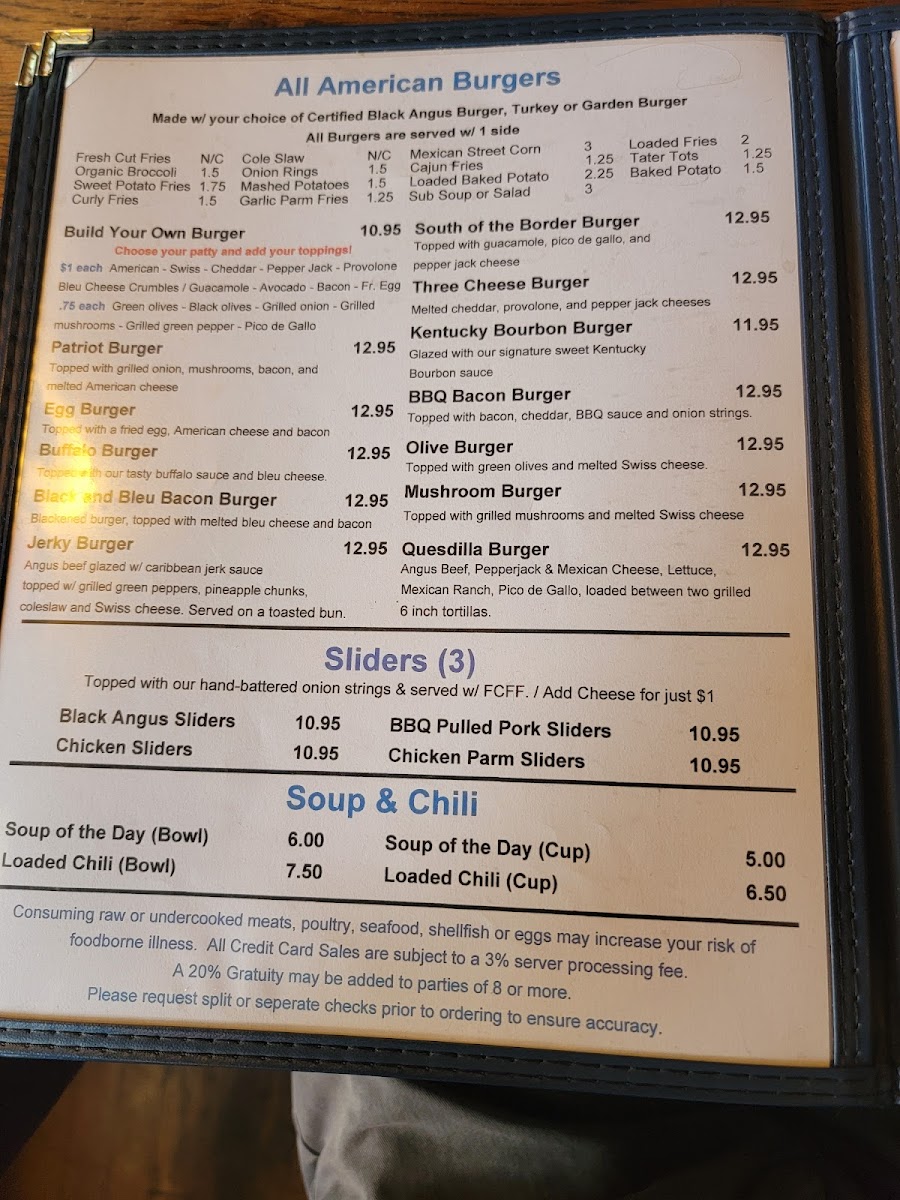 All American Burgers
Made w/ your choice of Certified Black Angus Burger, Turkey or Garden Burger
All Burgers are served w/ 1 side
Fresh Cut Fries N/C Cole Slaw N/C Mexican Street Corn 3 Loaded Fries 2
Organic Broccoli 1.5 Onion Rings 1.5 Cajun Fries 1.25 Tater Tots 1.25
Sweet Potato Fries 1.75 Mashed Potatoes 1.5 Loaded Baked Potato 2.25 Baked Potato 1.5
Curly Fries 1.5 Garlic Parm Fries 1.25 Sub Soup or Salad 3
Build Your Own Burger 10.95
Choose your patty and add your toppings!
$1 each American - Swiss - Cheddar - Pepper Jack - Provolone
Bleu Cheese Crumbles / Guacamole - Avocado - Bacon - Fr. Egg
.75 each Green olives - Black olives - Grilled onion - Grilled
mushrooms - Grilled green pepper - Pico de Gallo
Patriot Burger 12.95
Topped with grilled onion, mushrooms, bacon, and
melted American cheese
Egg Burger 12.95
Topped with a fried egg, American cheese and bacon
Buffalo Burger 12.95
Topped with our tasty buffalo sauce and bleu cheese.
Black and Bleu Bacon Burger 12.95
Blackened burger, topped with melted bleu cheese and bacon
Jerky Burger 12.95
Angus beef glazed w/ caribbean jerk sauce
topped w/ grilled green peppers, pineapple chunks,
coleslaw and Swiss cheese. Served on a toasted bun.
South of the Border Burger 12.95
Topped with guacamole, pico de gallo, and
pepper jack cheese
Three Cheese Burger 12.95
Melted cheddar, provolone, and pepper jack cheeses
Kentucky Bourbon Burger 11.95
Glazed with our signature sweet Kentucky
Bourbon sauce
BBQ Bacon Burger 12.95
Topped with bacon, cheddar, BBQ sauce and onion strings.
Olive Burger 12.95
Topped with green olives and melted Swiss cheese.
Mushroom Burger 12.95
Topped with grilled mushrooms and melted Swiss cheese
Quesdilla Burger 12.95
Angus Beef, Pepperjack & Mexican Cheese, Lettuce,
Mexican Ranch, Pico de Gallo, loaded between two grilled
6 inch tortillas.
Sliders (3)
Topped with our hand-battered onion strings & served w/ FCFF. / Add Cheese for just $1
Black Angus Sliders 10.95 BBQ Pulled Pork Sliders 10.95
Chicken Sliders 10.95 Chicken Parm Sliders 10.95
Soup & Chili
Soup of the Day (Bowl) 6.00 Soup of the Day (Cup) 5.00
Loaded Chili (Bowl) 7.50 Loaded Chili (Cup) 6.50
Consuming raw or undercooked meats, poultry, seafood, shellfish or eggs may increase your risk of
foodborne illness. All Credit Card Sales are subject to a 3% server processing fee.
A 20% Gratuity may be added to parties of 8 or more.
Please request split or seperate checks prior to ordering to ensure accuracy.